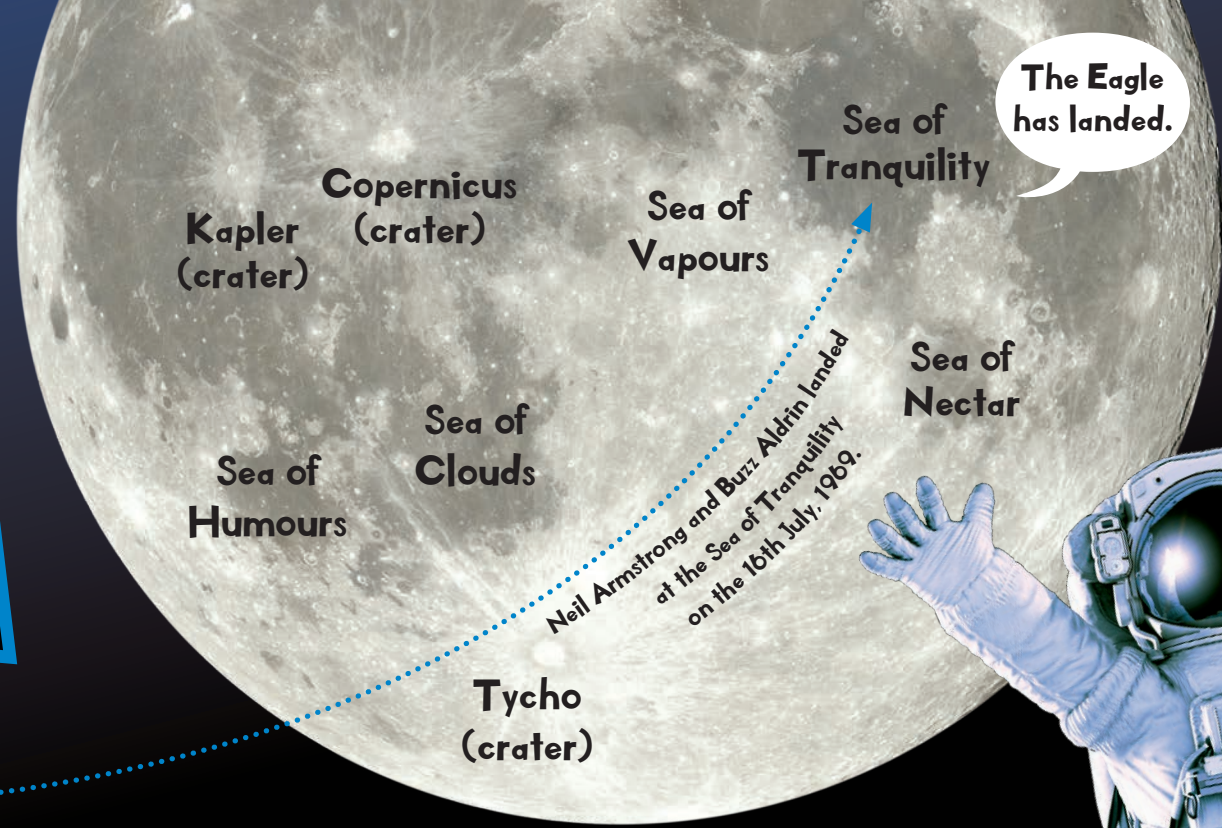 The Eagle
has landed.
Sea of
Tranquility
Copernicus
(crater)
Kapler
(crater)
Sea of
Vapours
Sea of
Nectar
Sea of
Clouds
Sea of
Humours
Neil Armstrong and Buzz Aldrin landed
at the Sea of Tranquility
on the 16th July, 1969.
Tycho
(crater)